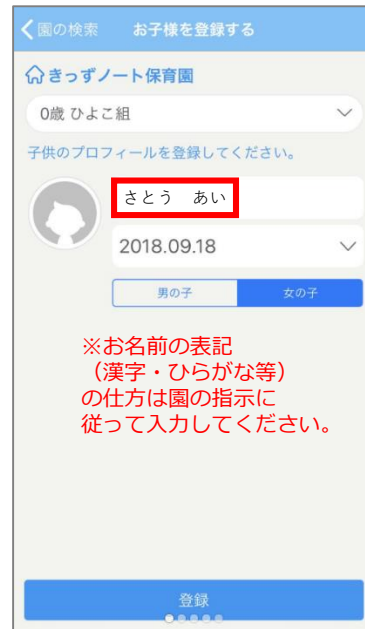 園の検索 お子様を登録する
きっずノート保育園
0歳 ひよこ組
子供のプロフィールを登録してください。
さとう　あい
2018.09.18
男の子 女の子
※お名前の表記
（漢字・ひらがな等）
の仕方は園の指示に
従って入力してください。
登録